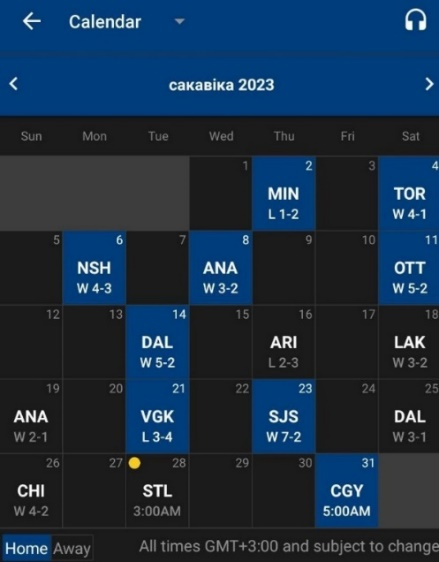 Calendar
сакавіка 2023
Sun Mon Tue Wed Thu Fri Sat
1 2 3 4
MIN TOR
L 1-2 W 4-1
5 6 7 8 9 10 11
NSH ANA OTT
W 4-3 W 3-2 W 5-2
12 13 14 15 16 17 18
DAL ARI LAK
W 5-2 L 2-3 W 3-2
19 20 21 22 23 24 25
ANA VGK SJS DAL
W 2-1 L 3-4 W 7-2 W 3-1
26 27 28 29 30 31
CHI STL CGY
W 4-2 3:00AM 5:00AM
Home Away All times GMT+3:00 and subject to change